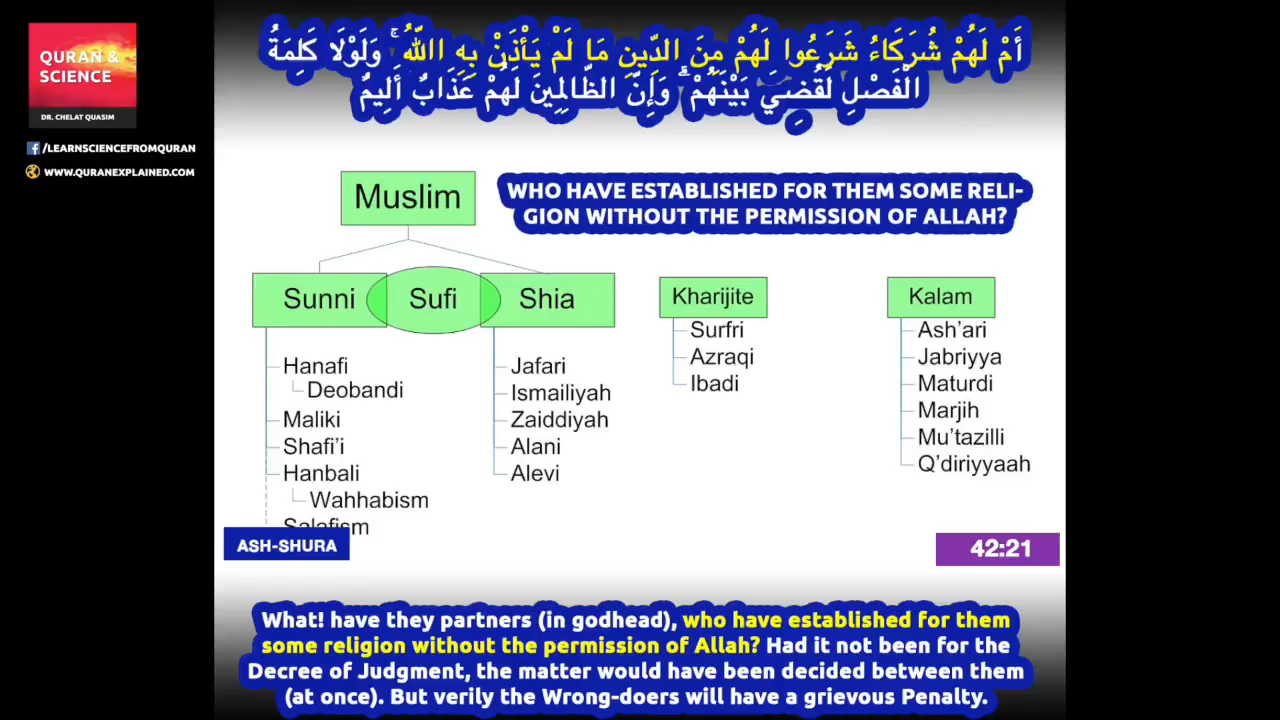 QURAN &
SCIENCE
DR. CHELAT QUASIM
/LEARNSCIENCEFROMQURAN
WWW.QURANEXPLAINED.COM
أَمْ لَهُمْ شُرَكَاءُ شَرَعُوا لَهُمْ مِنَ الدِّينِ مَا لَمْ يَأْذَنْ بِهِ اللَّهُ ۚ وَلَوْلَا كَلِمَةُ
الْفَصْلِ لَقُضِيَ بَيْنَهُمْ ۗ وَإِنَّ الظَّالِمِينَ لَهُمْ عَذَابٌ أَلِيمٌ
Muslim
WHO HAVE ESTABLISHED FOR THEM SOME RELI-
GION WITHOUT THE PERMISSION OF ALLAH?
Sunni
Sufi
Shia
Kharijite
Kalam
Hanafi
Deobandi
Maliki
Shafi'i
Hanbali
Wahhabism
Salafism
Jafari
Ismailiyah
Zaiddiyah
Alani
Alevi
Surfri
Azraqi
Ibadi
Ash'ari
Jabriyya
Maturdi
Marjih
Mu'tazilli
Q'diriyyaah
ASH-SHURA
42:21
What! have they partners (in godhead), who have established for them
some religion without the permission of Allah? Had it not been for the
Decree of Judgment, the matter would have been decided between them
(at once). But verily the Wrong-doers will have a grievous Penalty.